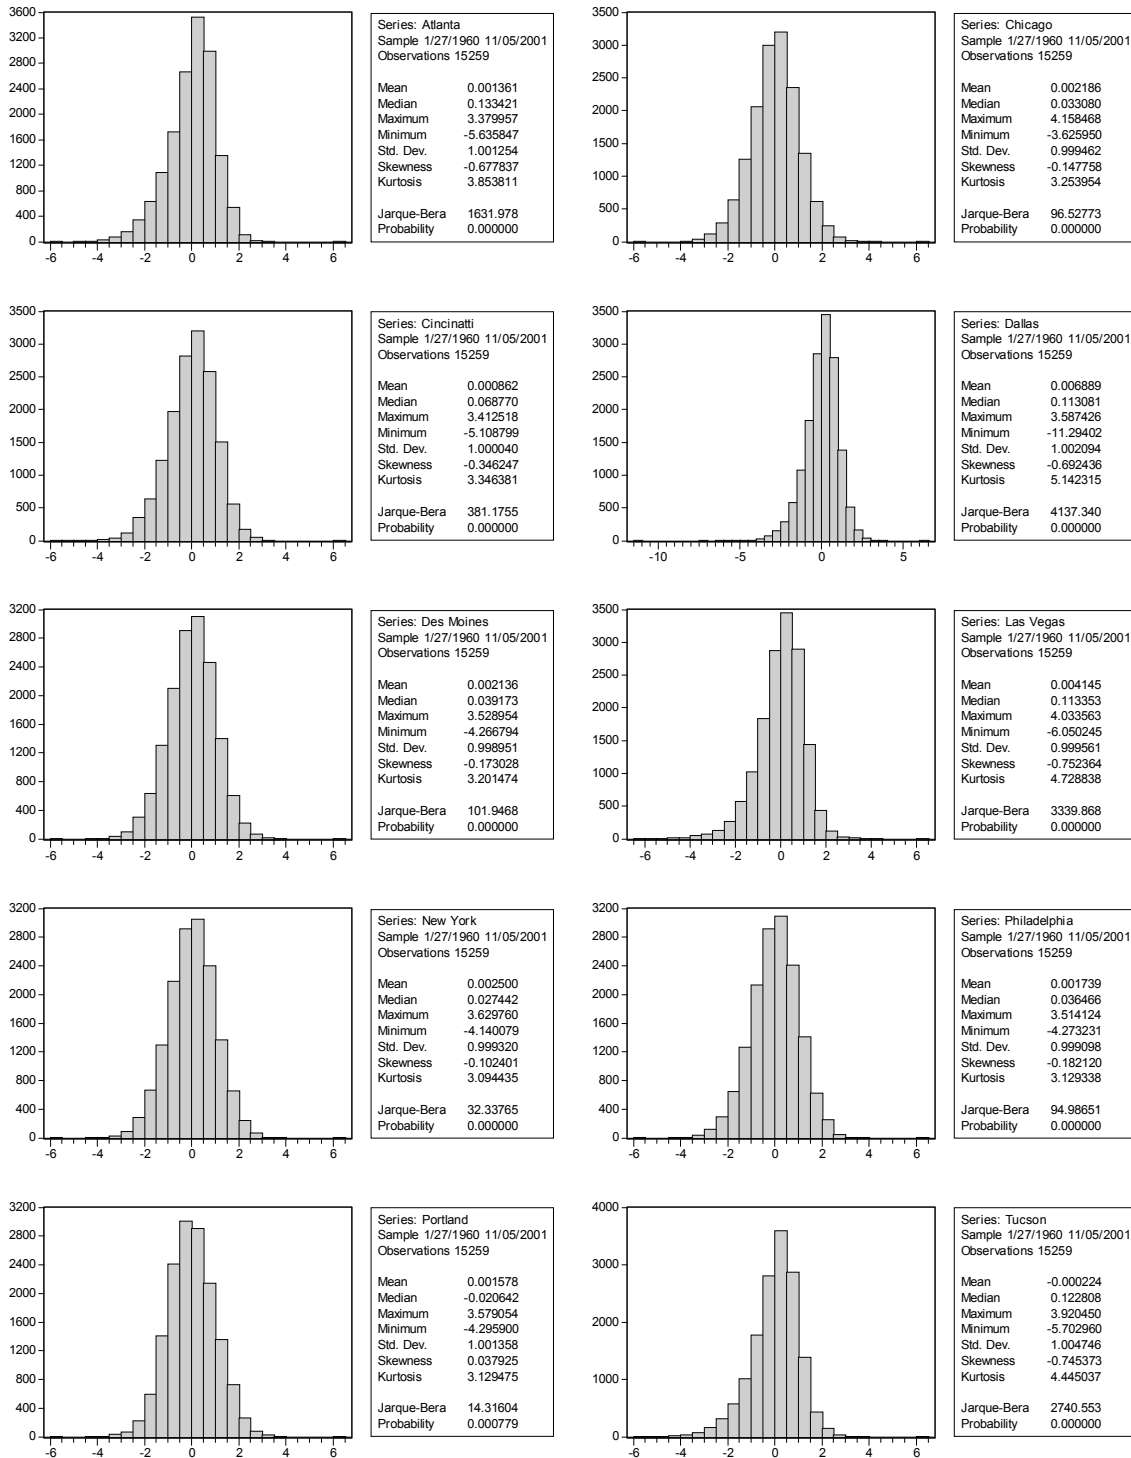 3600
3200
2800
2400
2000
1600
1200
800
400
0
-6 -4 -2 0 2 4 6
Series: Atlanta
Sample 1/27/1960 11/05/2001
Observations 15259
Mean 0.001361
Median 0.133421
Maximum 3.379957
Minimum -5.635847
Std. Dev. 1.001254
Skewness -0.677837
Kurtosis 3.853811
Jarque-Bera 1631.978
Probability 0.000000
3500
3000
2500
2000
1500
1000
500
0
-6 -4 -2 0 2 4 6
Series: Chicago
Sample 1/27/1960 11/05/2001
Observations 15259
Mean 0.002186
Median 0.033080
Maximum 4.158468
Minimum -3.625950
Std. Dev. 0.999462
Skewness -0.147758
Kurtosis 3.253954
Jarque-Bera 96.52773
Probability 0.000000
3500
3000
2500
2000
1500
1000
500
0
-6 -4 -2 0 2 4 6
Series: Cincinatti
Sample 1/27/1960 11/05/2001
Observations 15259
Mean 0.000862
Median 0.068770
Maximum 3.412518
Minimum -5.108799
Std. Dev. 1.000040
Skewness -0.346247
Kurtosis 3.346381
Jarque-Bera 381.1755
Probability 0.000000
3500
3000
2500
2000
1500
1000
500
0
-10 -5 0 5
Series: Dallas
Sample 1/27/1960 11/05/2001
Observations 15259
Mean 0.006889
Median 0.113081
Maximum 3.587426
Minimum -11.29402
Std. Dev. 1.002094
Skewness -0.692436
Kurtosis 5.142315
Jarque-Bera 4137.340
Probability 0.000000
3200
2800
2400
2000
1600
1200
800
400
0
-6 -4 -2 0 2 4 6
Series: Des Moines
Sample 1/27/1960 11/05/2001
Observations 15259
Mean 0.002136
Median 0.039173
Maximum 3.528954
Minimum -4.266794
Std. Dev. 0.998951
Skewness -0.173028
Kurtosis 3.201474
Jarque-Bera 101.9468
Probability 0.000000
3500
3000
2500
2000
1500
1000
500
0
-6 -4 -2 0 2 4 6
Series: Las Vegas
Sample 1/27/1960 11/05/2001
Observations 15259
Mean 0.004145
Median 0.113353
Maximum 4.033563
Minimum -6.050245
Std. Dev. 0.999561
Skewness -0.752364
Kurtosis 4.728838
Jarque-Bera 3339.868
Probability 0.000000
3200
2800
2400
2000
1600
1200
800
400
0
-6 -4 -2 0 2 4 6
Series: New York
Sample 1/27/1960 11/05/2001
Observations 15259
Mean 0.002500
Median 0.027442
Maximum 3.629760
Minimum -4.140079
Std. Dev. 0.999320
Skewness -0.102401
Kurtosis 3.094435
Jarque-Bera 32.33765
Probability 0.000000
3200
2800
2400
2000
1600
1200
800
400
0
-6 -4 -2 0 2 4 6
Series: Philadelphia
Sample 1/27/1960 11/05/2001
Observations 15259
Mean 0.001739
Median 0.036466
Maximum 3.514124
Minimum -4.273231
Std. Dev. 0.999098
Skewness -0.182120
Kurtosis 3.129338
Jarque-Bera 94.98651
Probability 0.000000
3200
2800
2400
2000
1600
1200
800
400
0
-6 -4 -2 0 2 4 6
Series: Portland
Sample 1/27/1960 11/05/2001
Observations 15259
Mean 0.001578
Median -0.020642
Maximum 3.579054
Minimum -4.295900
Std. Dev. 1.001358
Skewness 0.037925
Kurtosis 3.129475
Jarque-Bera 14.31604
Probability 0.000779
4000
3000
2000
1000
0
-6 -4 -2 0 2 4 6
Series: Tucson
Sample 1/27/1960 11/05/2001
Observations 15259
Mean -0.000224
Median 0.122808
Maximum 3.920450
Minimum -5.702960
Std. Dev. 1.004746
Skewness -0.745373
Kurtosis 4.445037
Jarque-Bera 2740.553
Probability 0.000000